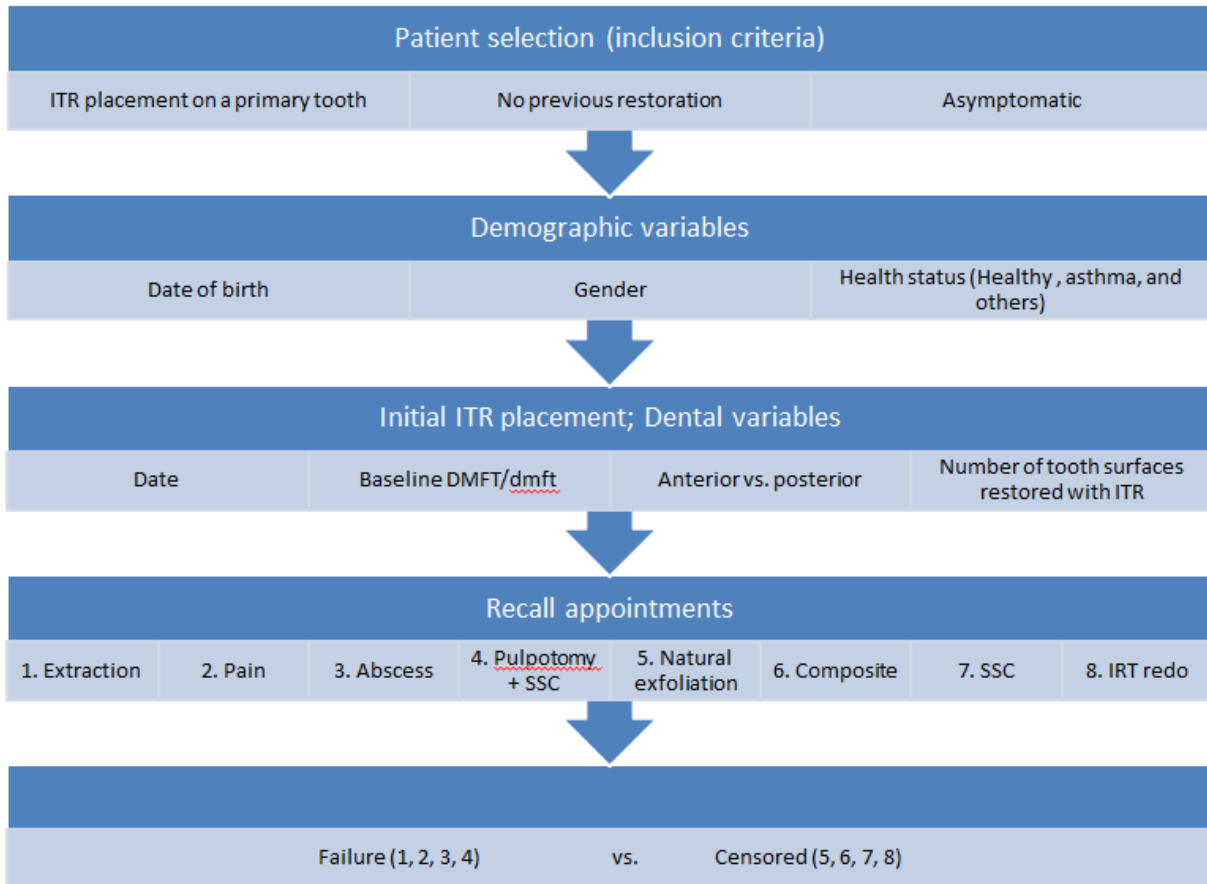 Patient selection (inclusion criteria)
ITR placement on a primary tooth
No previous restoration
Asymptomatic
Demographic variables
Date of birth
Gender
Health status (Healthy , asthma, and
others)
Initial ITR placement; Dental variables
Date
Baseline DMFT/dmft
Anterior vs. posterior
Number of tooth surfaces
restored with ITR
Recall appointments
1. Extraction
2. Pain
3. Abscess
4. Pulpotomy
+ SSC
5. Natural
exfoliation
6. Composite
7. SSC
8. IRT redo
Failure (1, 2, 3, 4) vs. Censored (5, 6, 7, 8)